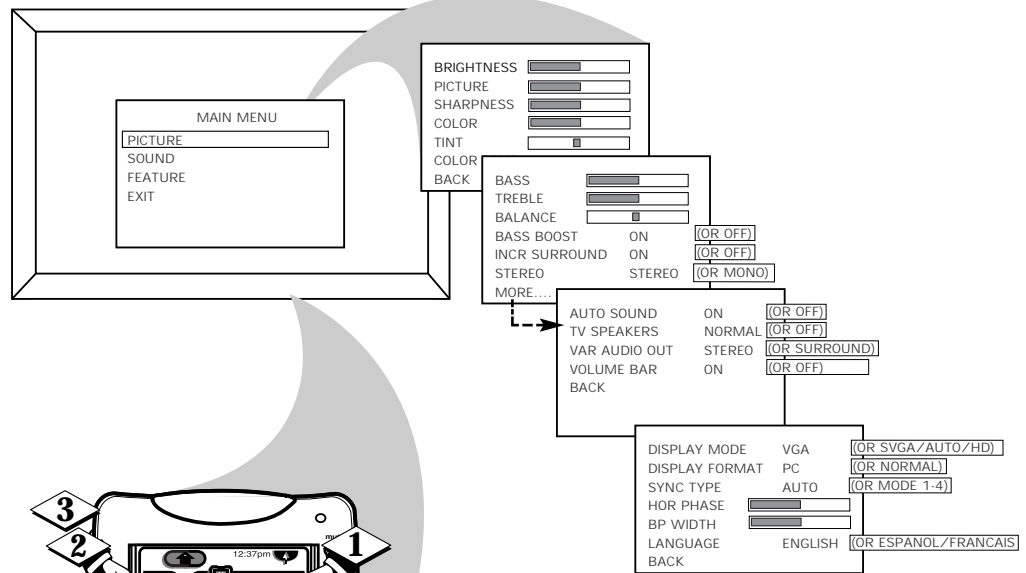 MAIN MENU
PICTURE
SOUND
FEATURE
EXIT
BRIGHTNESS
PICTURE
SHARPNESS
COLOR
TINT
COLOR
BACK
BASS
TREBLE
BALANCE
BASS BOOST ON (OR OFF)
INCR SURROUND ON (OR OFF)
STEREO STEREO (OR MONO)
MORE....
AUTO SOUND ON (OR OFF)
TV SPEAKERS NORMAL (OR OFF)
VAR AUDIO OUT STEREO (OR SURROUND)
VOLUME BAR ON (OR OFF)
BACK
DISPLAY MODE VGA (OR SVGA/AUTO/HD)
DISPLAY FORMAT PC (OR NORMAL)
SYNC TYPE AUTO (OR MODE 1-4)
HOR PHASE
BP WIDTH
LANGUAGE ENGLISH (OR ESPANOL/FRANCAIS
BACK
3
2
1
12:37pm